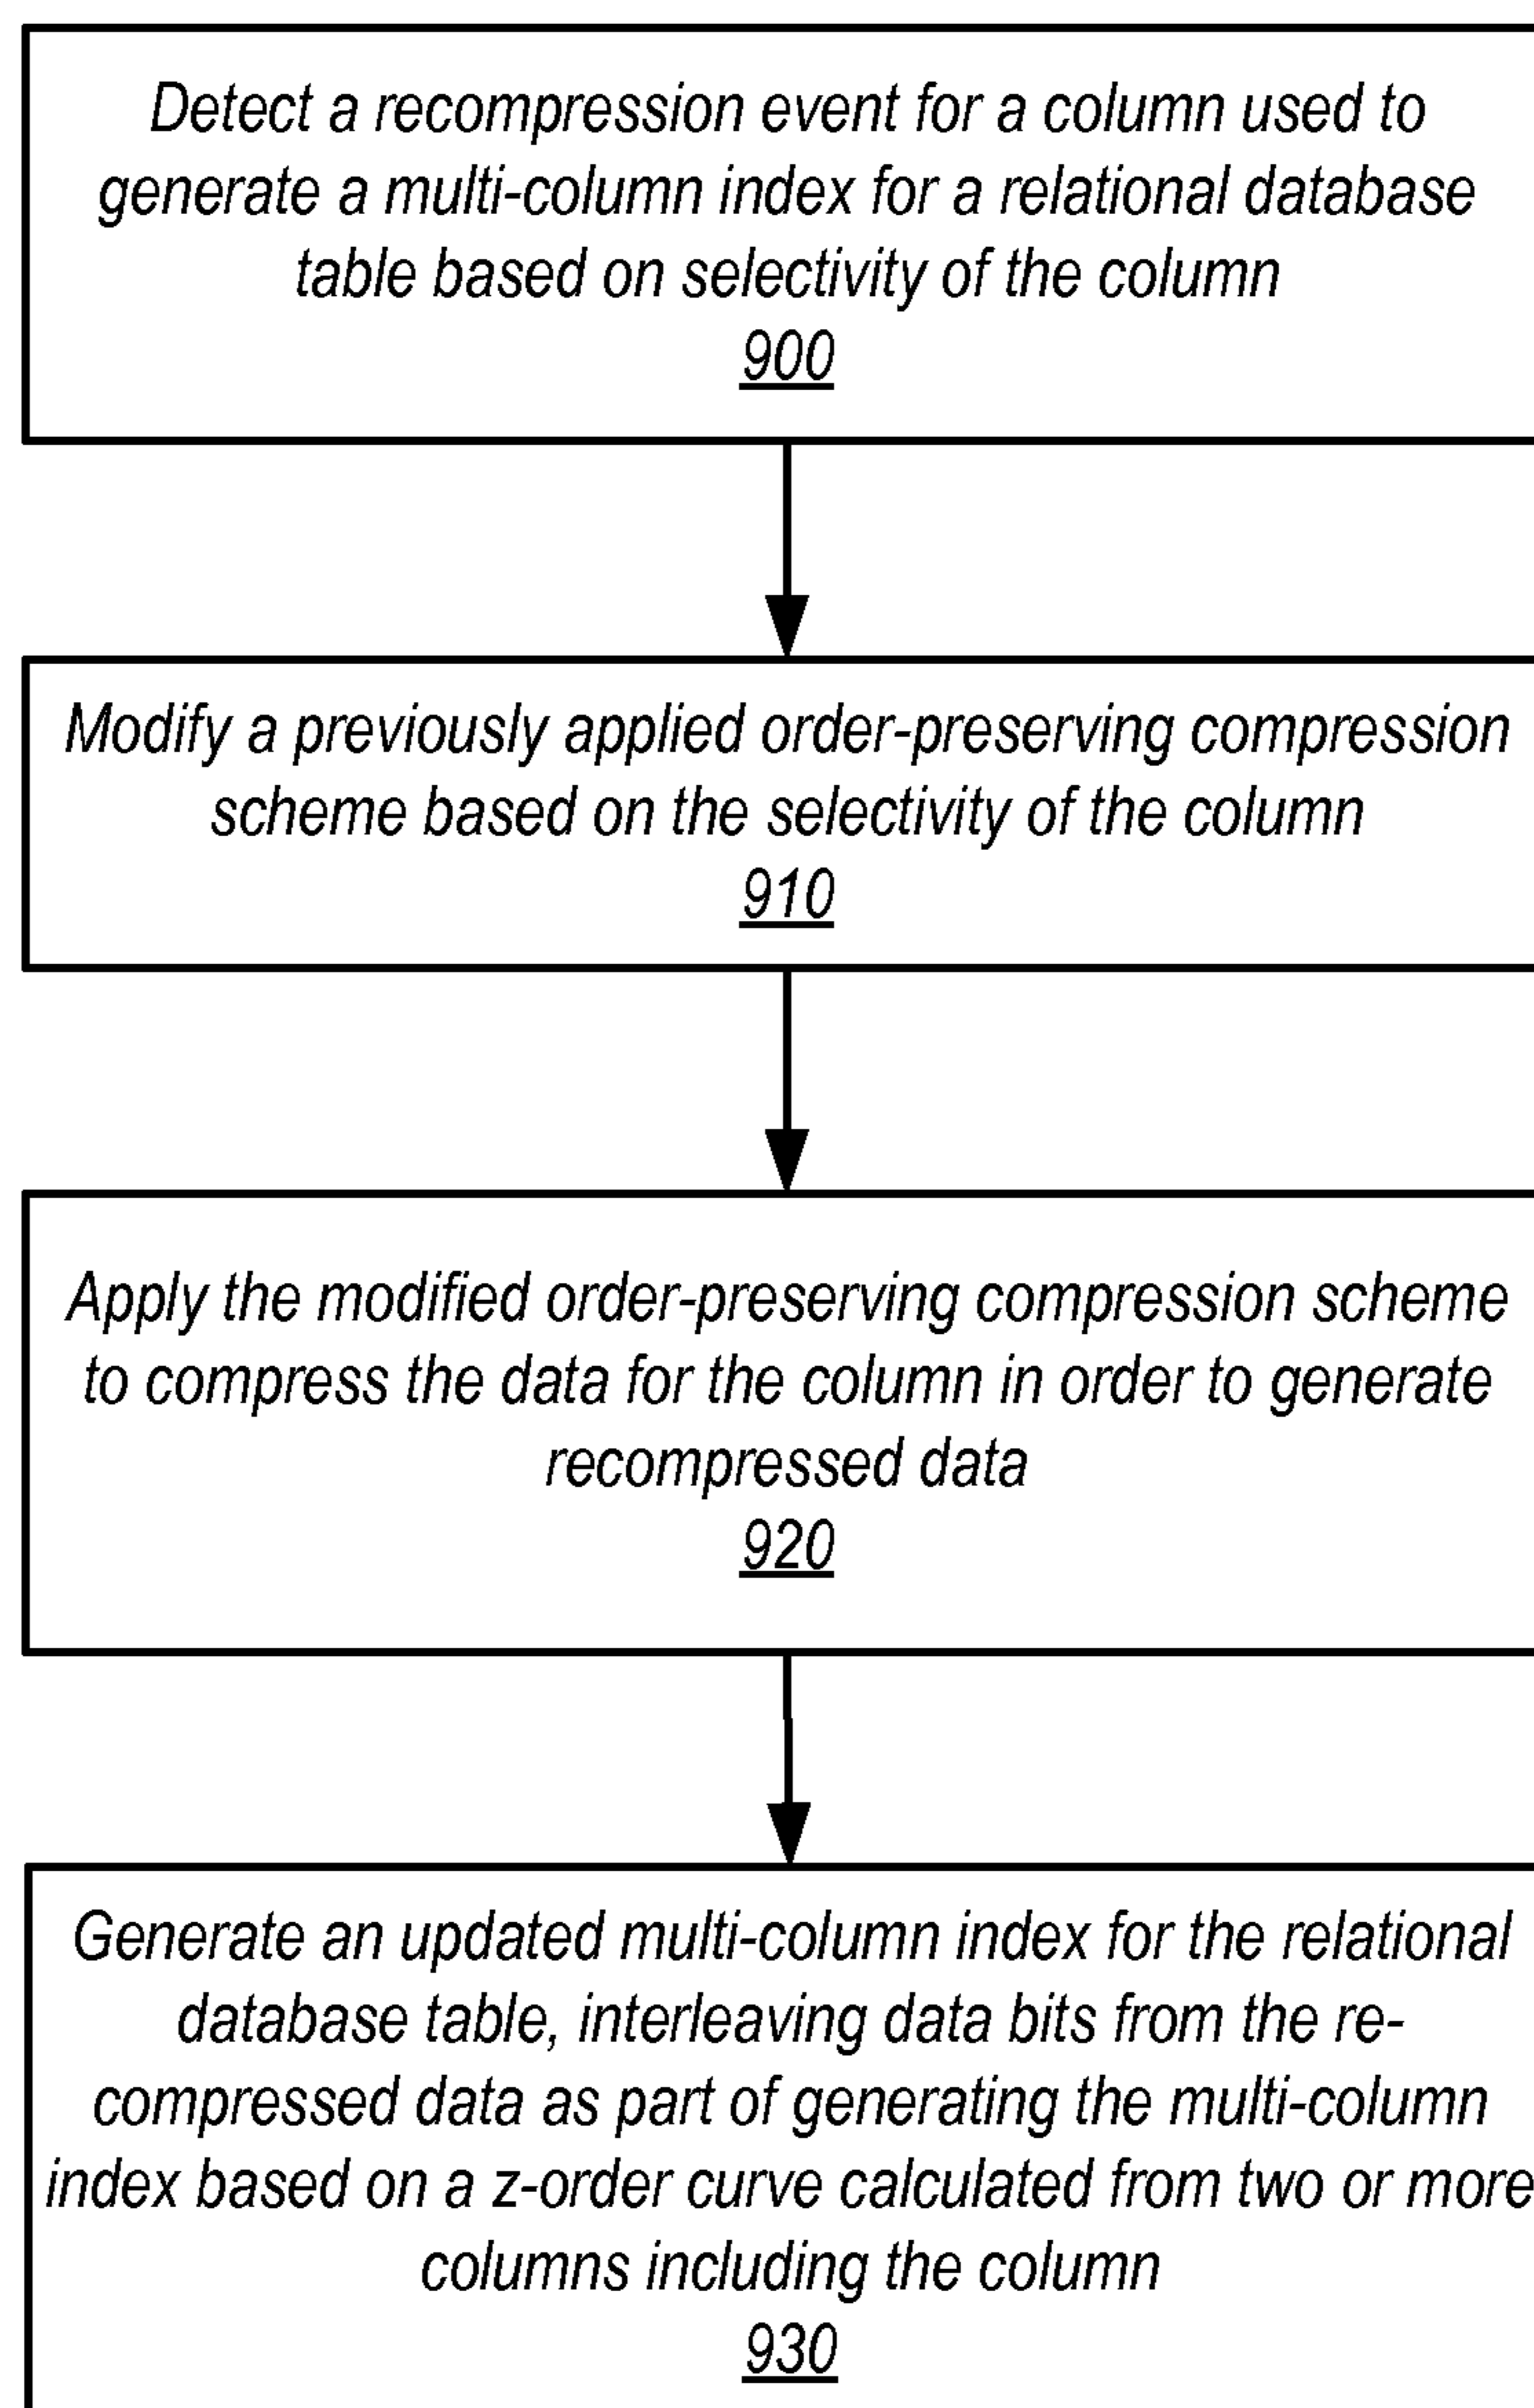 Detect a recompression event for a column used to
generate a multi-column index for a relational database
table based on selectivity of the column
900
Modify a previously applied order-preserving compression
scheme based on the selectivity of the column
910
Apply the modified order-preserving compression scheme
to compress the data for the column in order to generate
recompressed data
920
Generate an updated multi-column index for the relational
database table, interleaving data bits from the re-
compressed data as part of generating the multi-column
index based on a z-order curve calculated from two or more
columns including the column
930